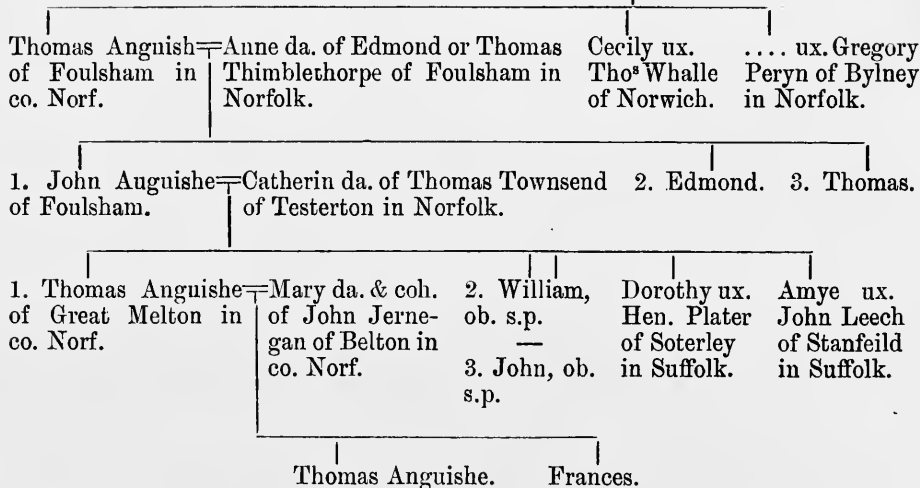 Thomas Anguish
of Foulsham in
co. Norf.
Anne da. of Edmond or Thomas
Thimblethorpe of Foulsham in
Norfolk.
Cecily ux.
Thoˢ Whalle
of Norwich.
.... ux. Gregory
Peryn of Bylney
in Norfolk.
1. John Auguishe
of Foulsham.
Catherin da. of Thomas Townsend
of Testerton in Norfolk.
2. Edmond.
3. Thomas.
1. Thomas Anguishe
of Great Melton in
co. Norf.
Mary da. & coh.
of John Jerne-
gan of Belton in
co. Norf.
2. William,
ob. s.p.
—
3. John, ob.
s.p.
Dorothy ux.
Hen. Plater
of Soterley
in Suffolk.
Amye ux.
John Leech
of Stanfeild
in Suffolk.
Thomas Anguishe.
Frances.